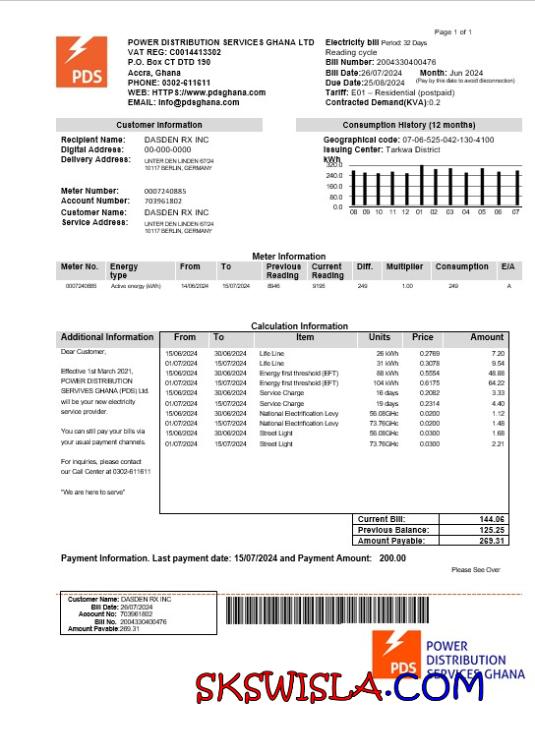 Page 1 of 1
PDS
POWER DISTRIBUTION SERVICES GHANA LTD
VAT REG: C0014413302
P.O. Box CT DTD 190
Accra, Ghana
PHONE: 0302-611611
WEB: HTTPS://www.pdsghana.com
EMAIL: Info@pdsghana.com
Electricity bill Period: 32 Days
Reading cycle
Bill Number: 2004330400476
Bill Date:26/07/2024 Month: Jun 2024
Due Date:25/08/2024 (Pay by this date to avoid disconnection)
Tariff: E01 – Residential (postpaid)
Contracted Demand(KVA):0.2
Customer Information
Recipient Name: DASDEN RX INC
Digital Address: 00-000-0000
Delivery Address: UNTER DEN LINDEN 67/24
10117 BERLIN, GERMANY
Meter Number: 0007240885
Account Number: 703961802
Customer Name: DASDEN RX INC
Service Address: UNTER DEN LINDEN 67/24
10117 BERLIN, GERMANY
Consumption History (12 months)
Geographical code: 07-06-525-042-130-4100
Issuing Center: Tarkwa District
kWh
320.0
240.0
160.0
80.0
0.0
08 09 10 11 12 01 02 03 04 05 06 07
Meter Information
Meter No. Energy type From To Previous Reading Current Reading Diff. Multiplier Consumption E/A
0007240885 Active energy (kWh) 14/06/2024 15/07/2024 8946 9195 249 1.00 249 A
Calculation Information
Additional Information From To Item Units Price Amount
Dear Customer,
Effective 1st March 2021,
POWER DISTRIBUTION
SERVIVES GHANA (PDS) Ltd.
will be your new electricity
service provider.
You can still pay your bills via
your usual payment channels.
For inquiries, please contact
our Call Center at 0302-611611
"We are here to serve"
15/06/2024 30/06/2024 Life Line 26 kWh 0.2769 7.20
01/07/2024 15/07/2024 Life Line 31 kWh 0.3078 9.54
15/06/2024 30/06/2024 Energy first threshold (EFT) 88 kWh 0.5554 48.88
01/07/2024 15/07/2024 Energy first threshold (EFT) 104 kWh 0.6175 64.22
15/06/2024 30/06/2024 Service Charge 16 days 0.2082 3.33
01/07/2024 15/07/2024 Service Charge 19 days 0.2314 4.40
15/06/2024 30/06/2024 National Electrification Levy 56.08GHc 0.0200 1.12
01/07/2024 15/07/2024 National Electrification Levy 73.76GHc 0.0200 1.48
15/06/2024 30/06/2024 Street Light 56.08GHc 0.0300 1.68
01/07/2024 15/07/2024 Street Light 73.76GHc 0.0300 2.21
Current Bill: 144.06
Previous Balance: 125.25
Amount Payable: 269.31
Payment Information. Last payment date: 15/07/2024 and Payment Amount: 200.00
Please See Over
Customer Name: DASDEN RX INC
Bill Date: 26/07/2024
Account No: 703961802
Bill No. 2004330400476
Amount Payable:269.31
PDS
POWER
DISTRIBUTION
SERVICES GHANA
SKSWISLA.COM